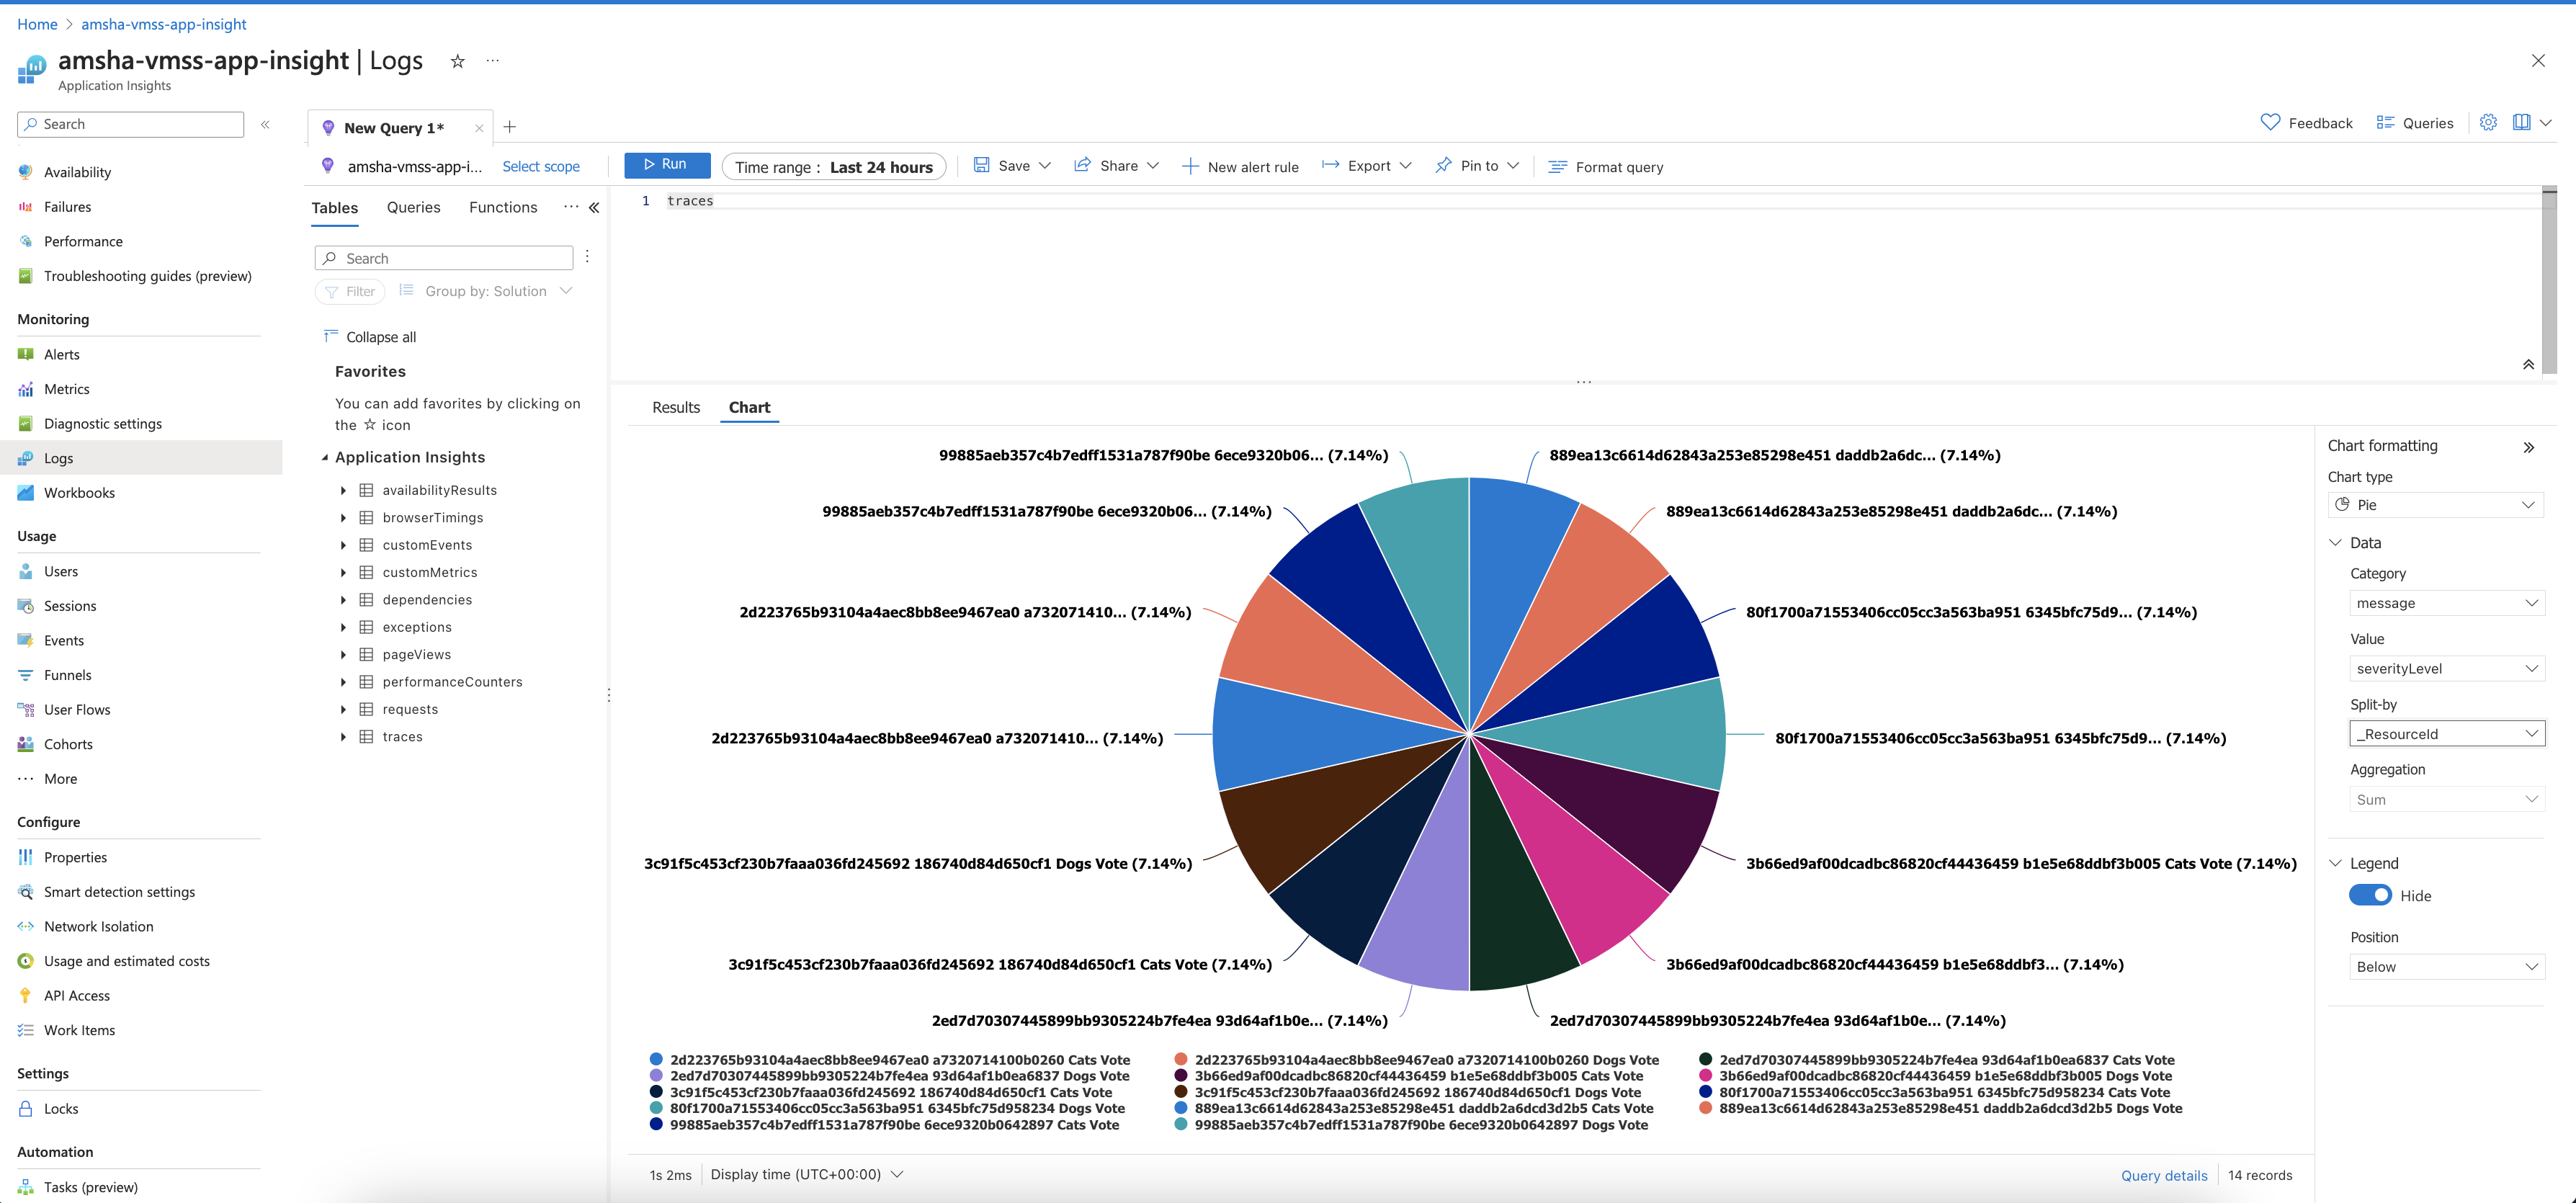 Home > amsha-vmss-app-insight
amsha-vmss-app-insight | Logs
Application Insights
Search
Availability
Failures
Performance
Troubleshooting guides (preview)
Monitoring
Alerts
Metrics
Diagnostic settings
Logs
Workbooks
Usage
Users
Sessions
Events
Funnels
User Flows
Cohorts
More
Configure
Properties
Smart detection settings
Network Isolation
Usage and estimated costs
API Access
Work Items
Settings
Locks
Automation
Tasks (preview)
New Query 1*
Feedback
Queries
amsha-vmss-app-i...
Select scope
Run
Time range : Last 24 hours
Save
Share
New alert rule
Export
Pin to
Format query
Tables
Queries
Functions
Search
Filter
Group by: Solution
Collapse all
Favorites
You can add favorites by clicking on
the ☆ icon
Application Insights
availabilityResults
browserTimings
customEvents
customMetrics
dependencies
exceptions
pageViews
performanceCounters
requests
traces
1 traces
Results
Chart
99885aeb357c4b7edff1531a787f90be 6ece9320b06... (7.14%)
889ea13c6614d62843a253e85298e451 daddb2a6dc... (7.14%)
99885aeb357c4b7edff1531a787f90be 6ece9320b06... (7.14%)
889ea13c6614d62843a253e85298e451 daddb2a6dc... (7.14%)
2d223765b93104a4aec8bb8ee9467ea0 a732071410... (7.14%)
80f1700a71553406cc05cc3a563ba951 6345bfc75d9... (7.14%)
2d223765b93104a4aec8bb8ee9467ea0 a732071410... (7.14%)
80f1700a71553406cc05cc3a563ba951 6345bfc75d9... (7.14%)
3c91f5c453cf230b7faaa036fd245692 186740d84d650cf1 Dogs Vote (7.14%)
3b66ed9af00dcadbc86820cf44436459 b1e5e68ddbf3b005 Cats Vote (7.14%)
3c91f5c453cf230b7faaa036fd245692 186740d84d650cf1 Cats Vote (7.14%)
3b66ed9af00dcadbc86820cf44436459 b1e5e68ddbf3... (7.14%)
2ed7d70307445899bb9305224b7fe4ea 93d64af1b0e... (7.14%)
2ed7d70307445899bb9305224b7fe4ea 93d64af1b0e... (7.14%)
2d223765b93104a4aec8bb8ee9467ea0 a7320714100b0260 Cats Vote
2d223765b93104a4aec8bb8ee9467ea0 a7320714100b0260 Dogs Vote
2ed7d70307445899bb9305224b7fe4ea 93d64af1b0ea6837 Cats Vote
2ed7d70307445899bb9305224b7fe4ea 93d64af1b0ea6837 Dogs Vote
3b66ed9af00dcadbc86820cf44436459 b1e5e68ddbf3b005 Cats Vote
3b66ed9af00dcadbc86820cf44436459 b1e5e68ddbf3b005 Dogs Vote
3c91f5c453cf230b7faaa036fd245692 186740d84d650cf1 Cats Vote
3c91f5c453cf230b7faaa036fd245692 186740d84d650cf1 Dogs Vote
80f1700a71553406cc05cc3a563ba951 6345bfc75d958234 Cats Vote
80f1700a71553406cc05cc3a563ba951 6345bfc75d958234 Dogs Vote
889ea13c6614d62843a253e85298e451 daddb2a6dcd3d2b5 Cats Vote
889ea13c6614d62843a253e85298e451 daddb2a6dcd3d2b5 Dogs Vote
99885aeb357c4b7edff1531a787f90be 6ece9320b0642897 Cats Vote
99885aeb357c4b7edff1531a787f90be 6ece9320b0642897 Dogs Vote
1s 2ms
Display time (UTC+00:00)
Query details
14 records
Chart formatting
Chart type
Pie
Data
Category
message
Value
severityLevel
Split-by
_ResourceId
Aggregation
Sum
Legend
Hide
Position
Below